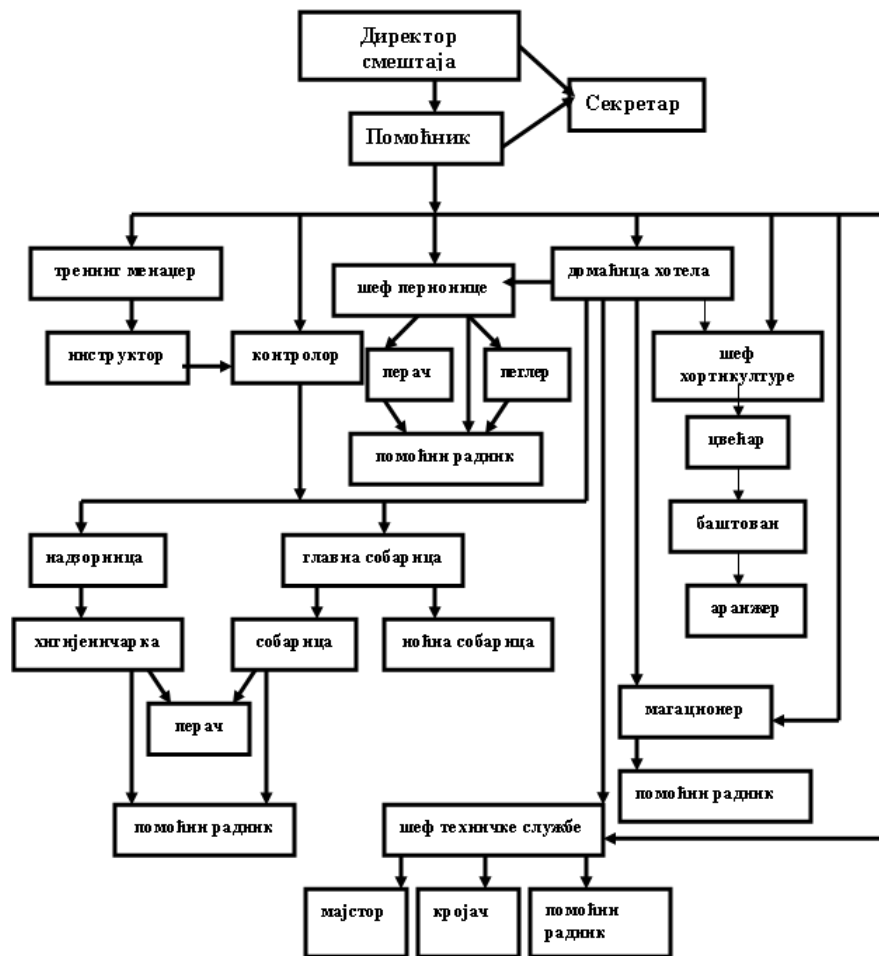 Директор
смештаја
Секретар
Помоћник
тренинг менаџер
шеф перионице
домаћица хотела
инструктор
контролор
перач
пеглер
шеф
хортикултуре
помоћни радник
цвећар
надзорница
главна собарица
баштован
аранжер
хигијеничарка
собарица
ноћна собарица
перач
магационер
помоћни радник
помоћни радник
шеф техничке службе
мајстор
кројач
помоћни
радник